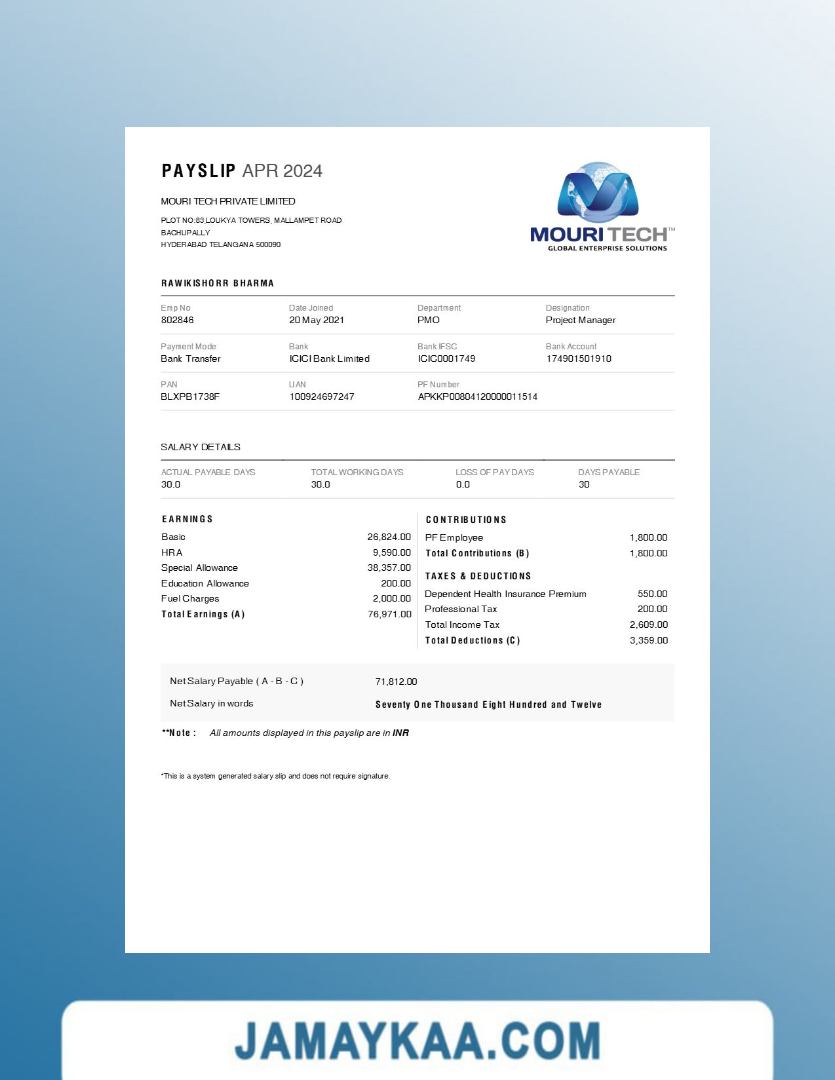 PAYSLIP APR 2024
MOURI TECH PRIVATE LIMITED
PLOT NO:83,LOUKYA TOWERS, MALLAMPET ROAD
BACHUPALLY
HYDERABAD TELANGANA 500090
MOURI TECH™
GLOBAL ENTERPRISE SOLUTIONS
RAWIKISHORR BHARMA
Emp No Date Joined Department Designation
802846 20 May 2021 PMO Project Manager
Payment Mode Bank Bank IFSC Bank Account
Bank Transfer ICICI Bank Limited ICIC0001749 174901501910
PAN UAN PF Number
BLXPB1738F 100924697247 APKKP00804120000011514
SALARY DETAILS
ACTUAL PAYABLE DAYS TOTAL WORKING DAYS LOSS OF PAY DAYS DAYS PAYABLE
30.0 30.0 0.0 30
EARNINGS
Basic 26,824.00
HRA 9,590.00
Special Allowance 38,357.00
Education Allowance 200.00
Fuel Charges 2,000.00
Total Earnings (A) 76,971.00
CONTRIBUTIONS
PF Employee 1,800.00
Total Contributions (B) 1,800.00
TAXES & DEDUCTIONS
Dependent Health Insurance Premium 550.00
Professional Tax 200.00
Total Income Tax 2,609.00
Total Deductions (C) 3,359.00
Net Salary Payable ( A - B - C ) 71,812.00
Net Salary in words Seventy One Thousand Eight Hundred and Twelve
**Note : All amounts displayed in this payslip are in INR
*This is a system generated salary slip and does not require signature.
JAMAYKAA.COM